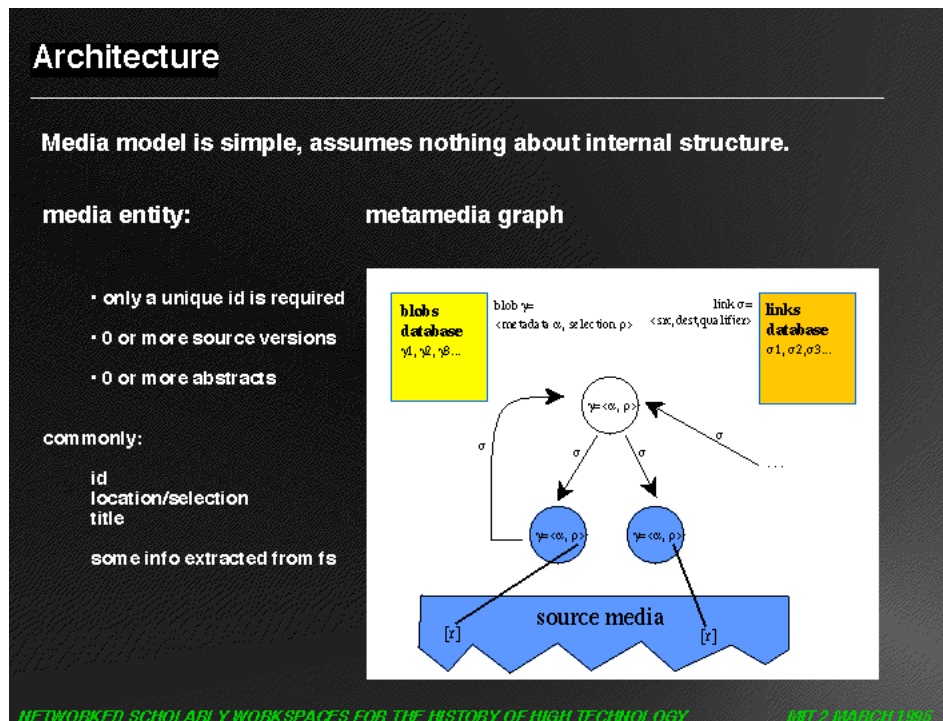 Architecture
Media model is simple, assumes nothing about internal structure.
media entity:
• only a unique id is required
• 0 or more source versions
• 0 or more abstracts
commonly:
id
location/selection
title
some info extracted from fs
metamedia graph
blobs
database
γ1, γ2, γ3...
blob γ=
<metadata α, selection ρ>
link σ=
<src,dest,qualifier>
links
database
σ1, σ2,σ3...
γ=<α, ρ>
σ
σ
σ
σ
...
γ=<α, ρ>
γ=<α, ρ>
source media
[r]
[r]
NETWORKED SCHOLARLY WORKSPACES FOR THE HISTORY OF HIGH TECHNOLOGY
MIT 2 MARCH 1995